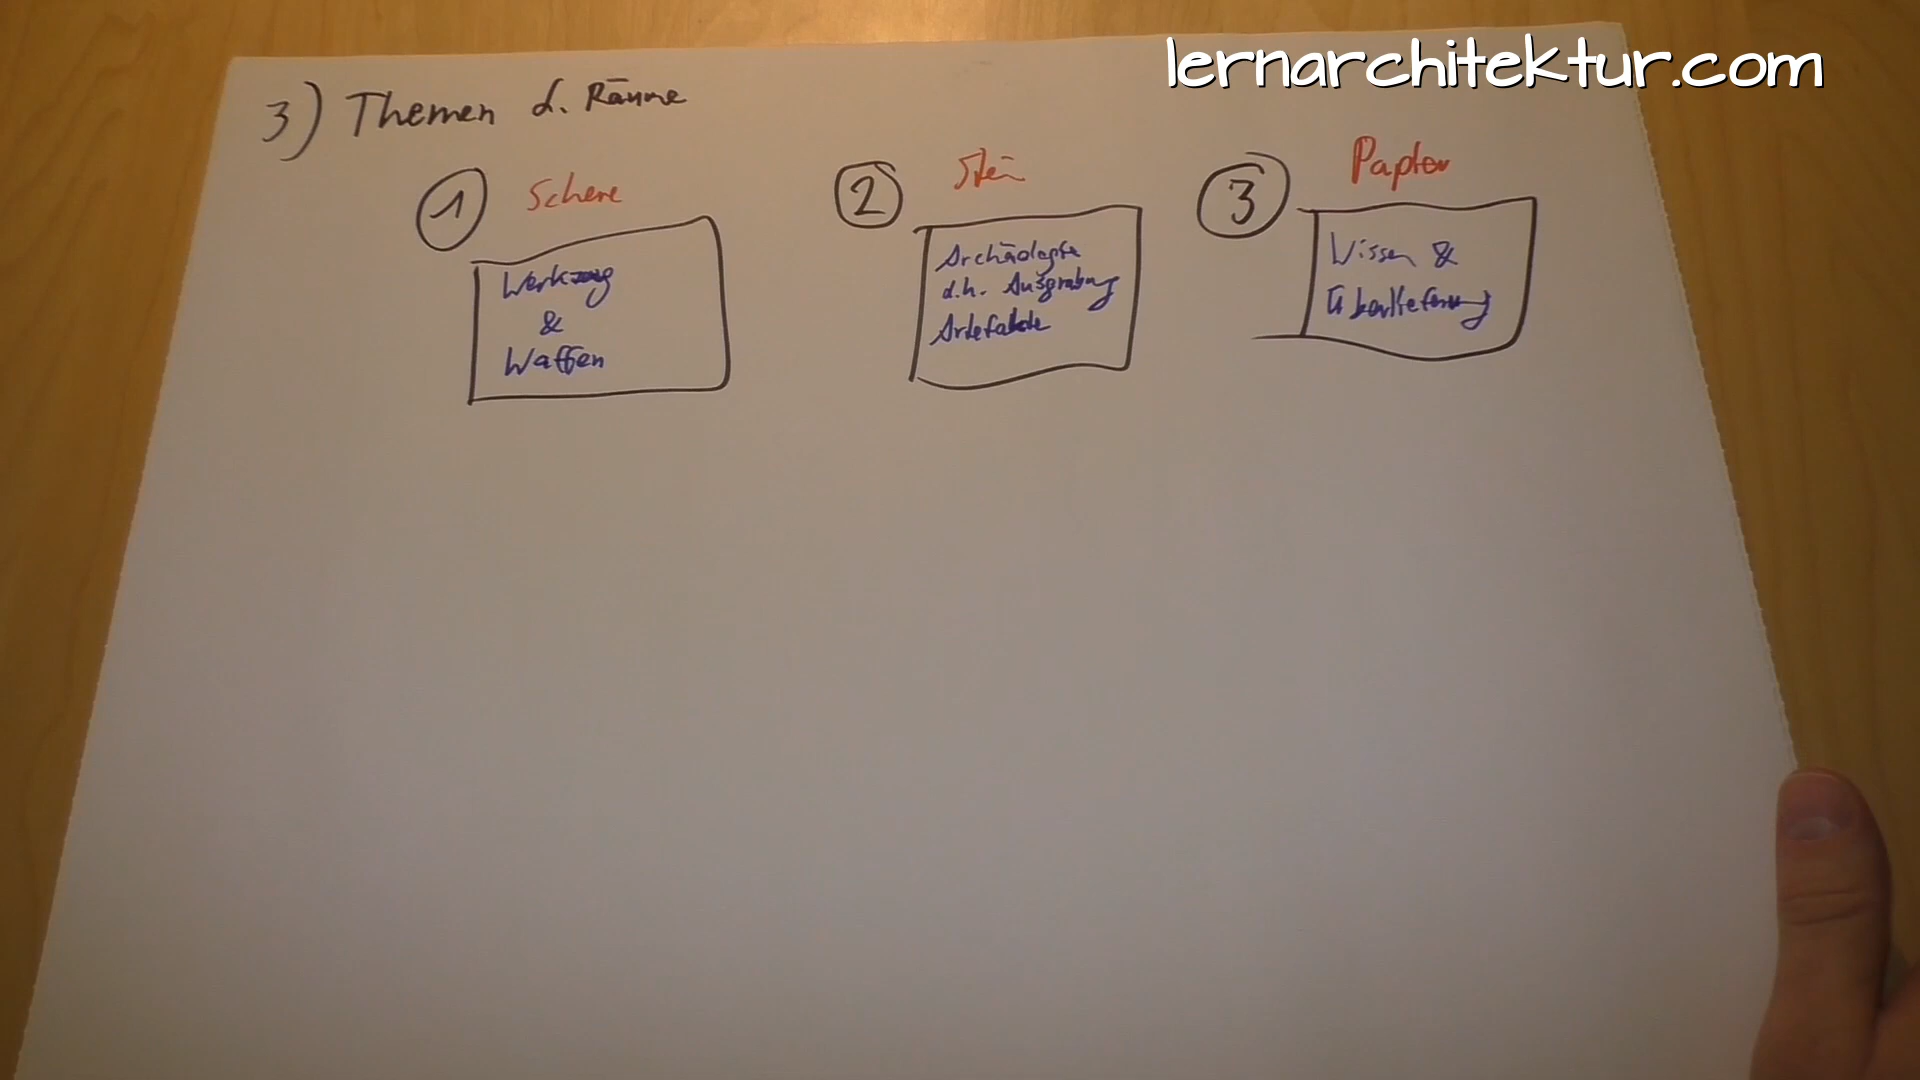 lernarchitektur.com
3) Themen d. Räume
1 Schere
Werkzeug
&
Waffen
2 Stein
Archäologie
d.h. Ausgrabung
Artefakte
3 Papier
Wissen &
Überlieferung